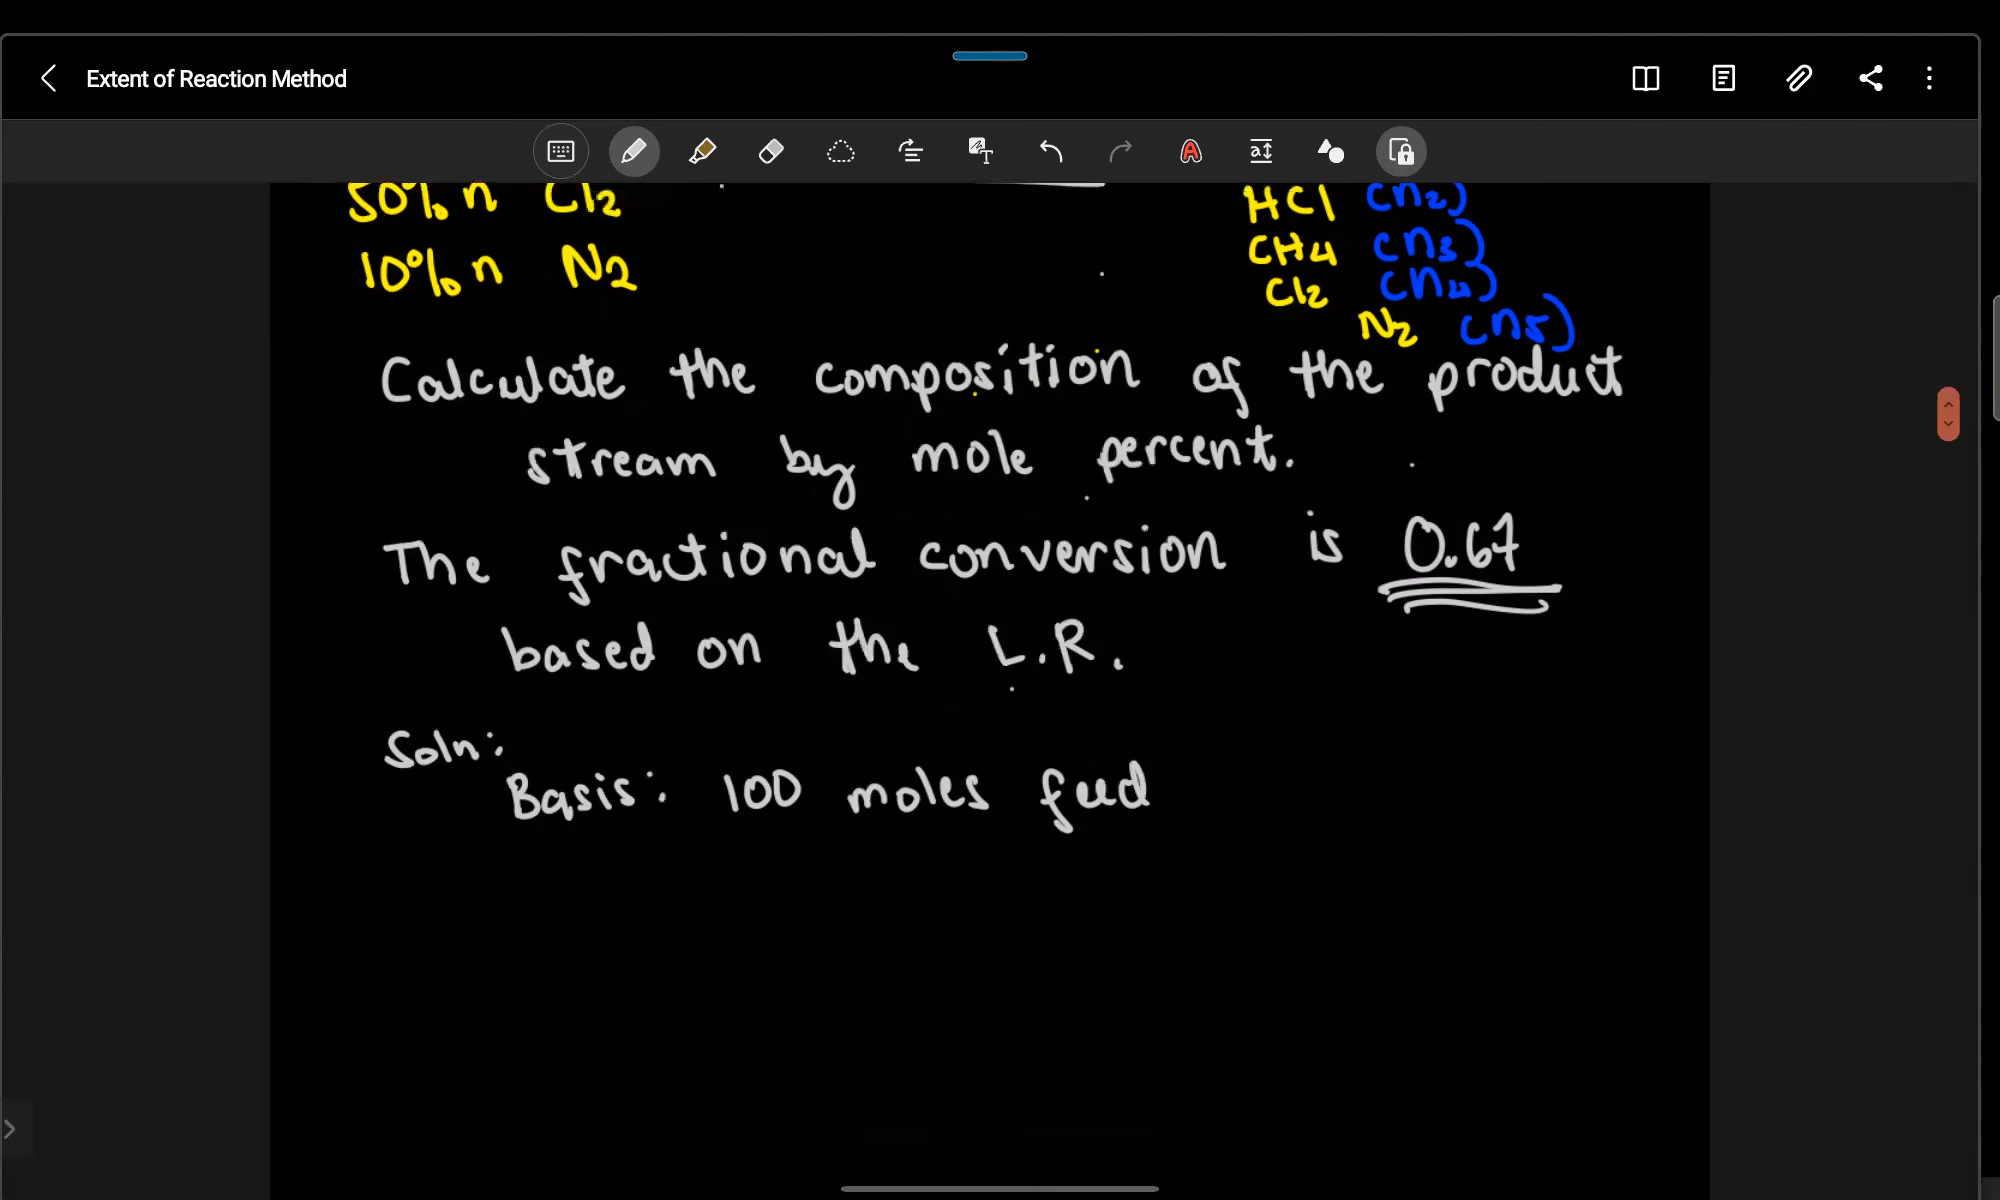 Extent of Reaction Method
50% n Cl2
10% n N2
HCl (n2)
CH4 (n3)
Cl2 (n4)
N2 (n5)
Calculate the composition of the product
stream by mole percent.
The fractional conversion is 0.67
based on the L.R.
Soln:
Basis: 100 moles feed